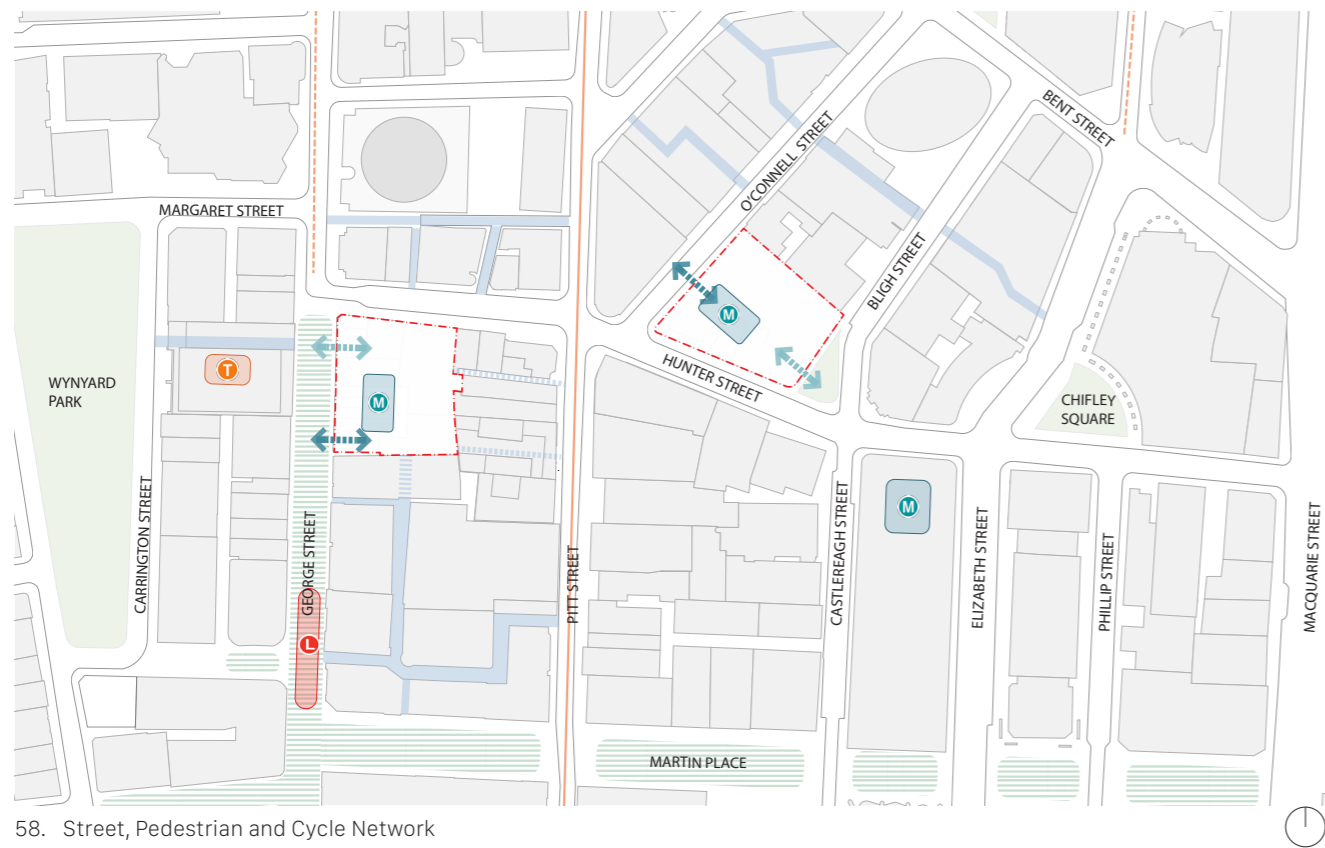 BENT STREET
O'CONNELL STREET
MARGARET STREET
BLIGH STREET
M
HUNTER STREET
T
WYNYARD
PARK
M
CHIFLEY
SQUARE
M
CARRINGTON STREET
GEORGE STREET
PITT STREET
CASTLEREAGH STREET
ELIZABETH STREET
PHILLIP STREET
MACQUARIE STREET
L
MARTIN PLACE
58. Street, Pedestrian and Cycle Network